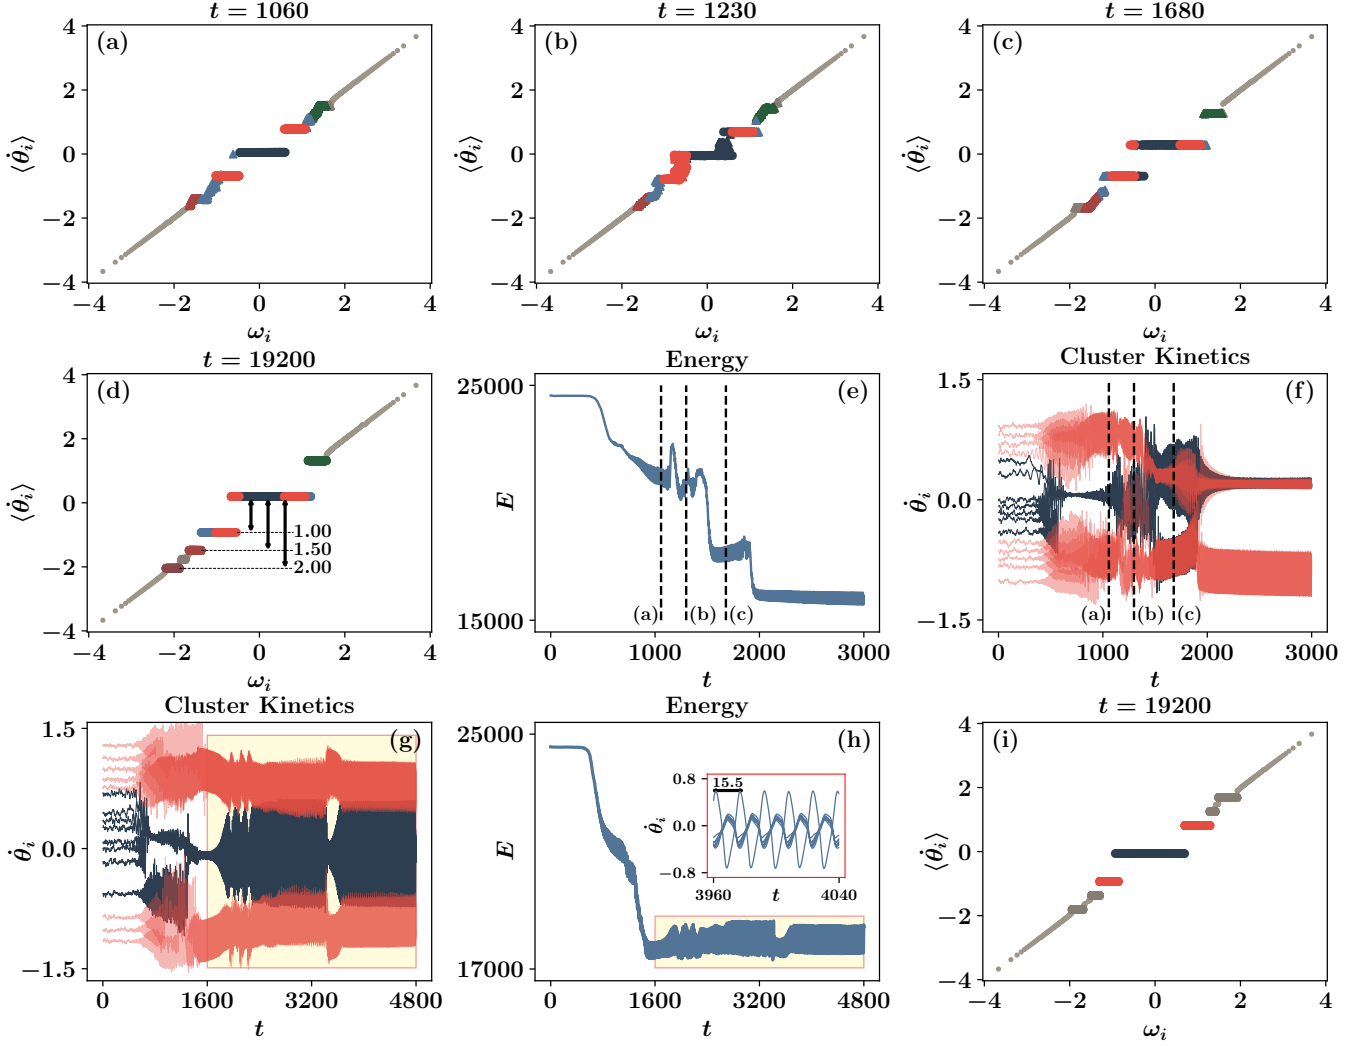 t = 1060
(a)
⟨θ̇ᵢ⟩
4
2
0
−2
−4
−4 −2 0 2 4
ωᵢ
t = 1230
(b)
⟨θ̇ᵢ⟩
4
2
0
−2
−4
−4 −2 0 2 4
ωᵢ
t = 1680
(c)
⟨θ̇ᵢ⟩
4
2
0
−2
−4
−4 −2 0 2 4
ωᵢ
t = 19200
(d)
⟨θ̇ᵢ⟩
4
2
0
−2
−4
1.00
1.50
2.00
−4 −2 0 2 4
ωᵢ
Energy
(e)
E
25000
15000
(a) (b) (c)
0 1000 2000 3000
t
Cluster Kinetics
(f)
θ̇ᵢ
1.5
0.0
−1.5
(a) (b) (c)
0 1000 2000 3000
t
Cluster Kinetics
(g)
θ̇ᵢ
1.5
0.0
−1.5
0 1600 3200 4800
t
Energy
(h)
E
25000
17000
θ̇ᵢ
0.8
0.0
−0.8
15.5
3960 t 4040
0 1600 3200 4800
t
t = 19200
(i)
⟨θ̇ᵢ⟩
4
2
0
−2
−4
−4 −2 0 2 4
ωᵢ